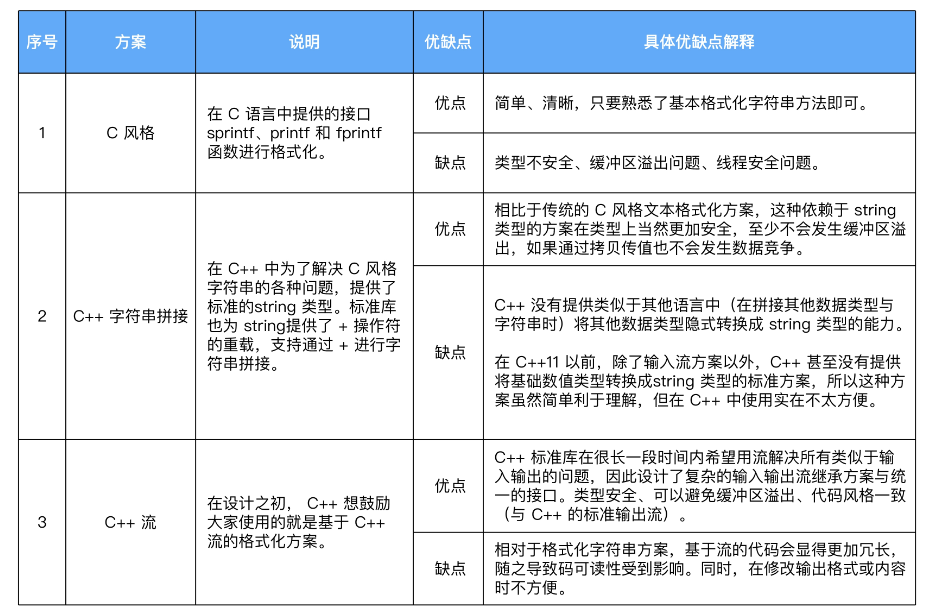 序号 方案 说明 优缺点 具体优缺点解释
1
C 风格
在 C 语言中提供的接口
sprintf、printf 和 fprintf
函数进行格式化。
优点
简单、清晰，只要熟悉了基本格式化字符串方法即可。
缺点
类型不安全、缓冲区溢出问题、线程安全问题。
2
C++ 字符串拼接
在 C++ 中为了解决 C 风格
字符串的各种问题，提供了
标准的string 类型。标准库
也为 string提供了 + 操作符
的重载，支持通过 + 进行字
符串拼接。
优点
相比于传统的 C 风格文本格式化方案，这种依赖于 string
类型的方案在类型上当然更加安全，至少不会发生缓冲区溢
出，如果通过拷贝传值也不会发生数据竞争。
缺点
C++ 没有提供类似于其他语言中（在拼接其他数据类型与
字符串时）将其他数据类型隐式转换成 string 类型的能力。
在 C++11 以前，除了输入流方案以外，C++ 甚至没有提供
将基础数值类型转换成string 类型的标准方案，所以这种方
案虽然简单利于理解，但在 C++ 中使用实在不太方便。
3
C++ 流
在设计之初， C++ 想鼓励
大家使用的就是基于 C++
流的格式化方案。
优点
C++ 标准库在很长一段时间内希望用流解决所有类似于输
入输出的问题，因此设计了复杂的输入输出流继承方案与统
一的接口。类型安全、可以避免缓冲区溢出、代码风格一致
（与 C++ 的标准输出流）。
缺点
相对于格式化字符串方案，基于流的代码会显得更加冗长，
随之导致码可读性受到影响。同时，在修改输出格式或内容
时不方便。